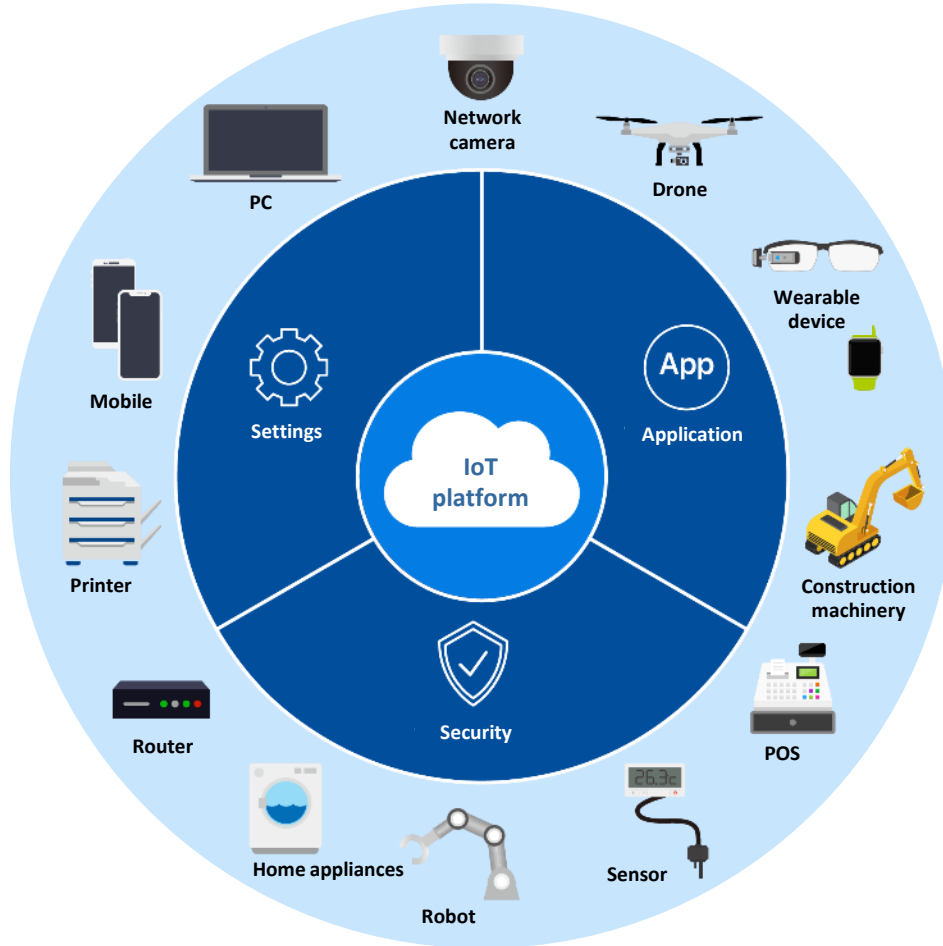 Network
camera
Drone
PC
Wearable
device
Mobile
Settings
App
Application
IoT
platform
Printer
Construction
machinery
Security
Router
POS
26.3c
Home appliances
Sensor
Robot